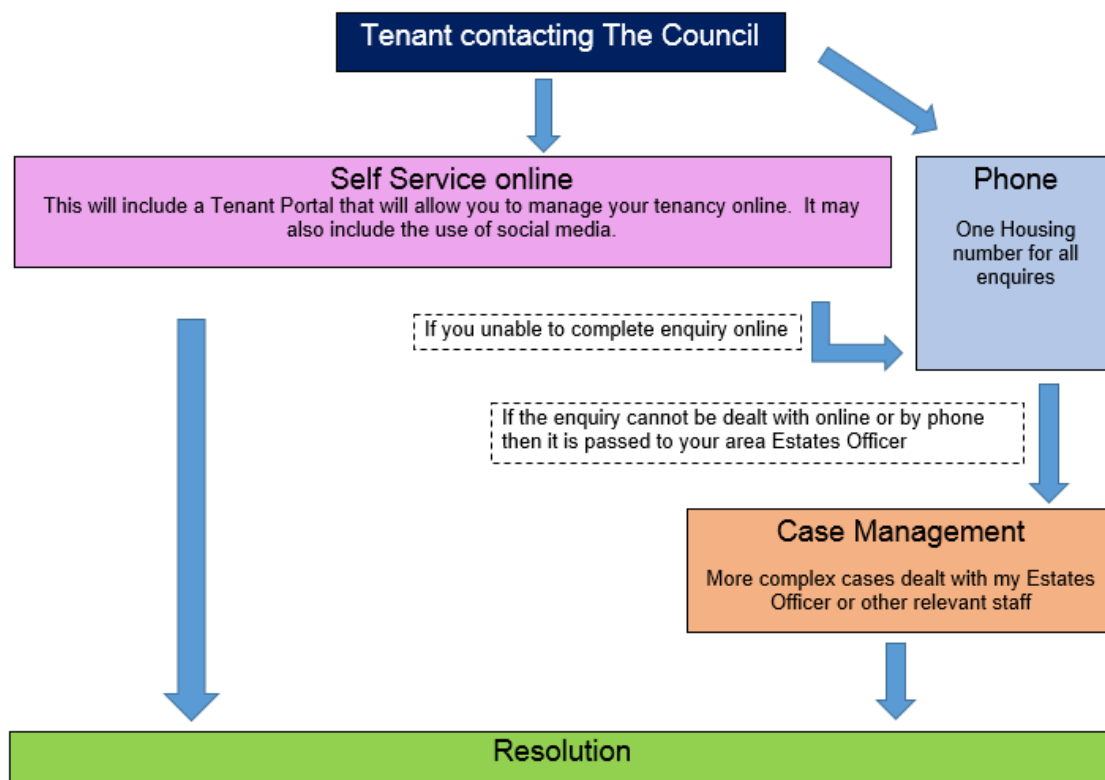 Tenant contacting The Council
Self Service online
This will include a Tenant Portal that will allow you to manage your tenancy online.  It may
also include the use of social media.
Phone
One Housing
number for all
enquires
If you unable to complete enquiry online
If the enquiry cannot be dealt with online or by phone
then it is passed to your area Estates Officer
Case Management
More complex cases dealt with my Estates
Officer or other relevant staff
Resolution